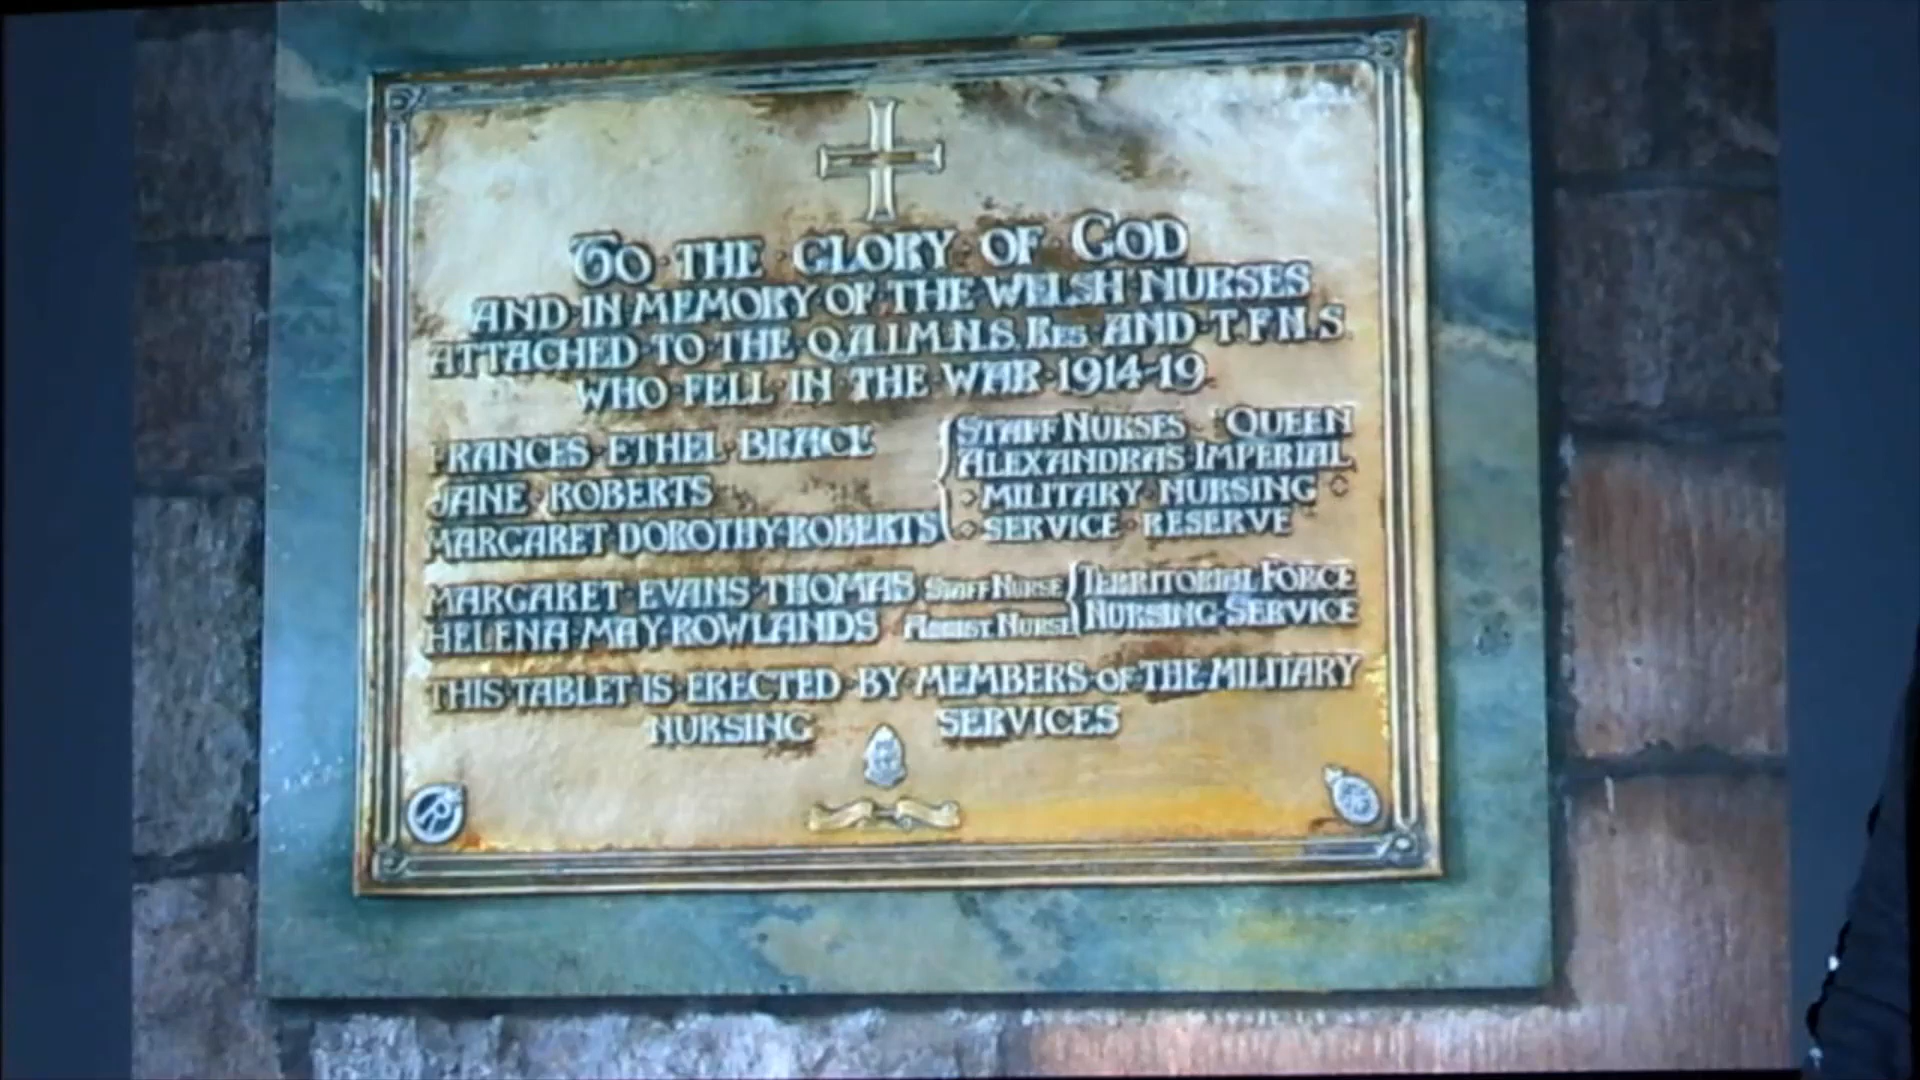 TO THE GLORY OF GOD
AND IN MEMORY OF THE WELSH NURSES
ATTACHED TO THE Q.A.I.M.N.S. RES AND T.F.N.S.
WHO FELL IN THE WAR 1914-19
FRANCES ETHEL BRACE
JANE ROBERTS
MARGARET DOROTHY ROBERTS
STAFF NURSES QUEEN
ALEXANDRAS IMPERIAL
MILITARY NURSING
SERVICE RESERVE
MARGARET EVANS THOMAS STAFF NURSE
HELENA MAY ROWLANDS ASSIST. NURSE
TERRITORIAL FORCE
NURSING SERVICE
THIS TABLET IS ERECTED BY MEMBERS OF THE MILITARY
NURSING SERVICES